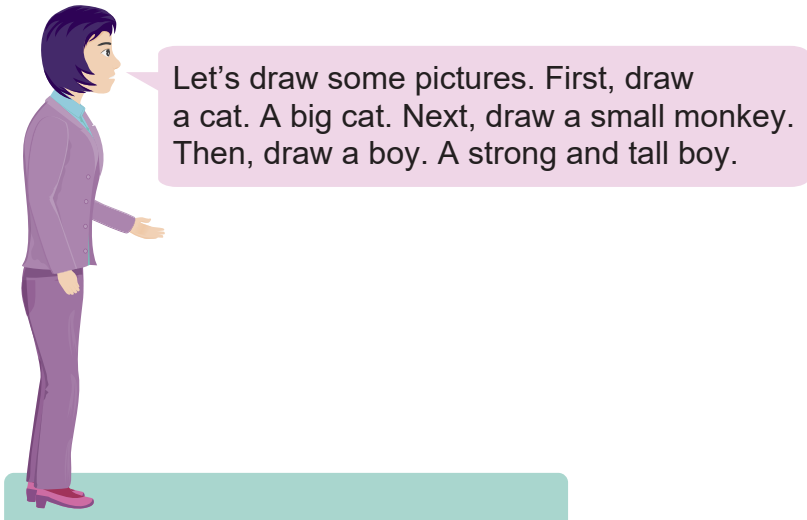 Let’s draw some pictures. First, draw
a cat. A big cat. Next, draw a small monkey.
Then, draw a boy. A strong and tall boy.